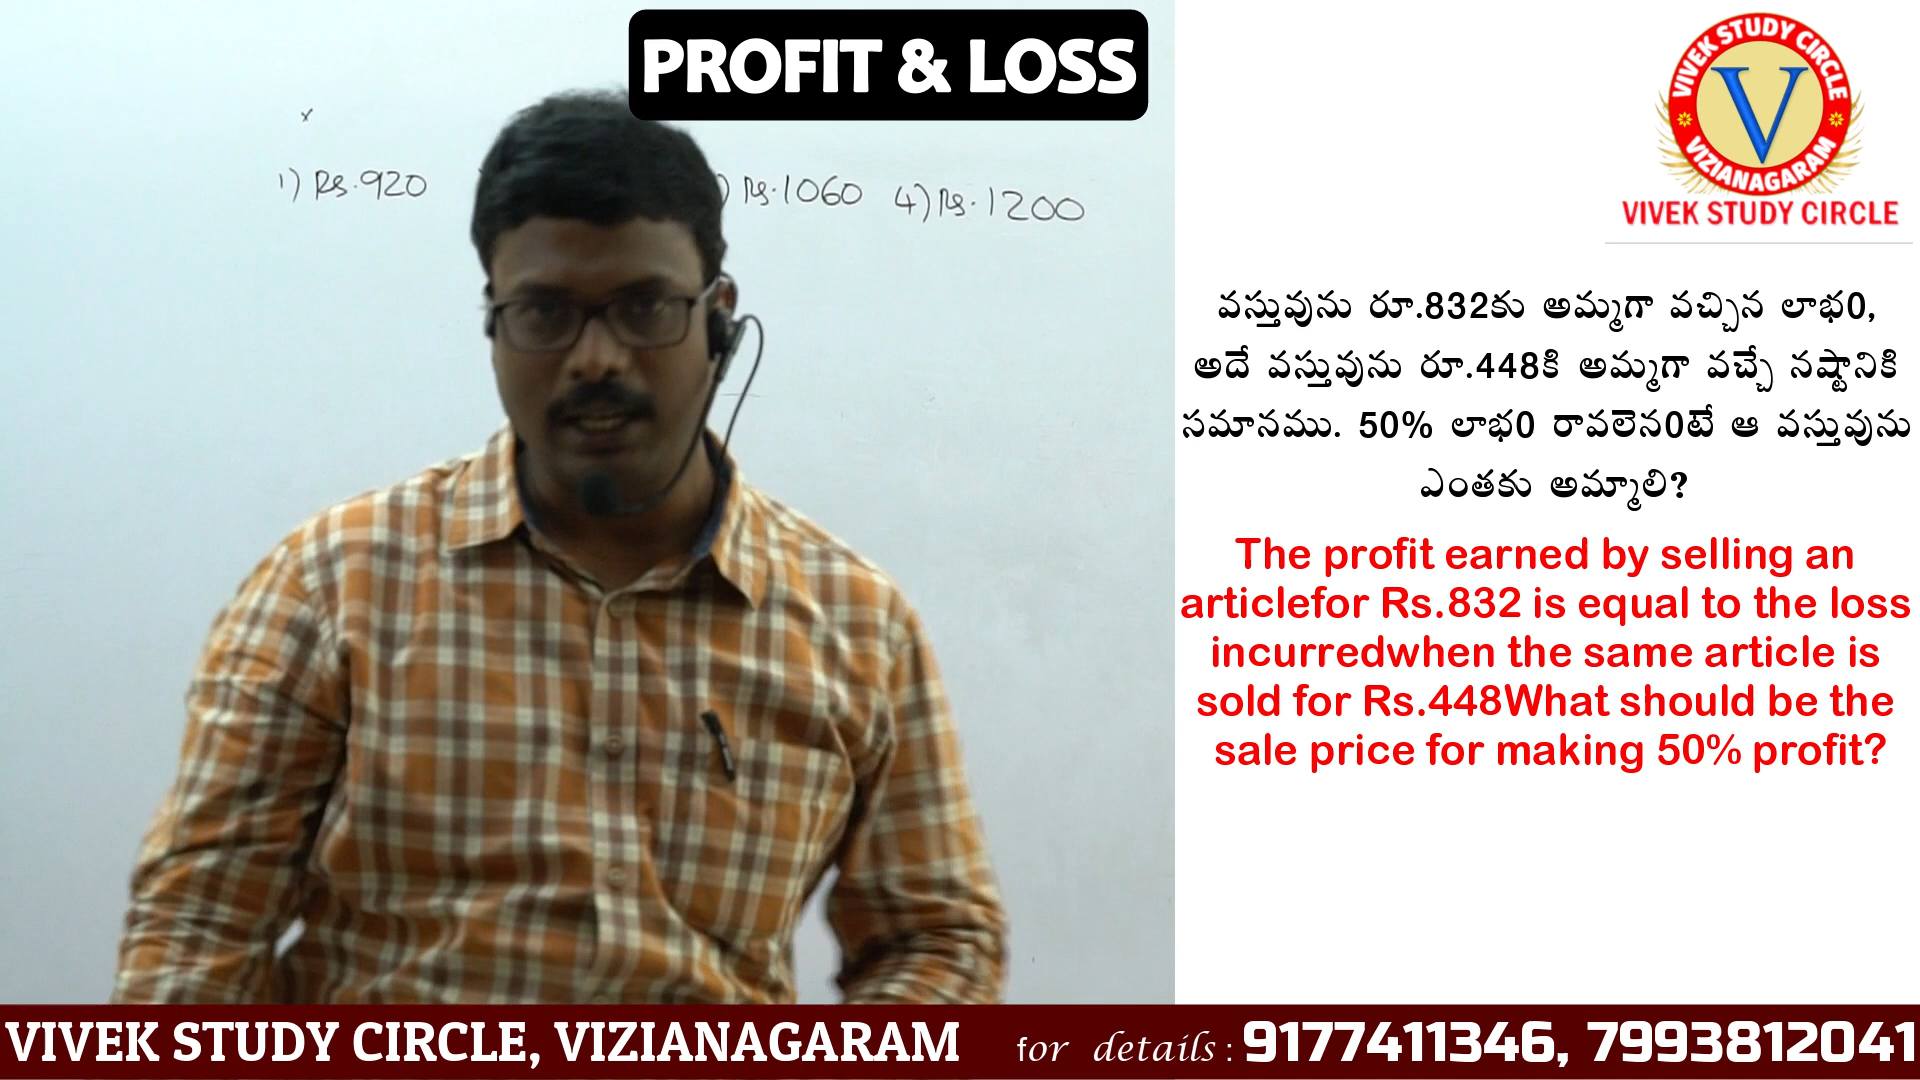 PROFIT & LOSS
1) Rs.920
) Rs.1060
4) Rs.1200
VIVEK STUDY CIRCLE
V
VIZIANAGARAM
VIVEK STUDY CIRCLE
వస్తువును రూ.832కు అమ్మగా వచ్చిన లాభ0,
అదే వస్తువును రూ.448కి అమ్మగా వచ్చే నష్టానికి
సమానము. 50% లాభ0 రావలెన0టే ఆ వస్తువును
ఎంతకు అమ్మాలి?
The profit earned by selling an
articlefor Rs.832 is equal to the loss
incurredwhen the same article is
sold for Rs.448What should be the
sale price for making 50% profit?
VIVEK STUDY CIRCLE, VIZIANAGARAM for details : 9177411346, 7993812041